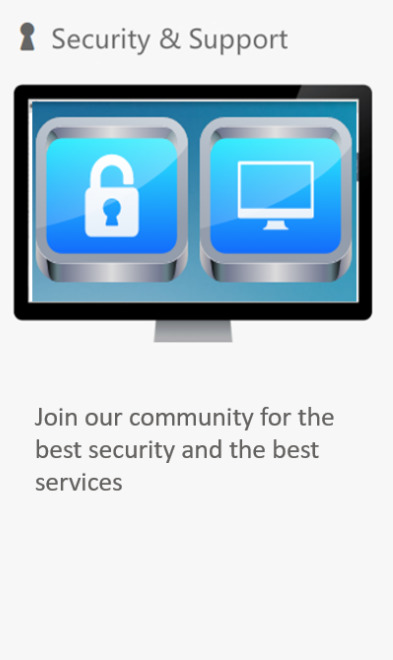 Security & Support
Join our community for the
best security and the best
services